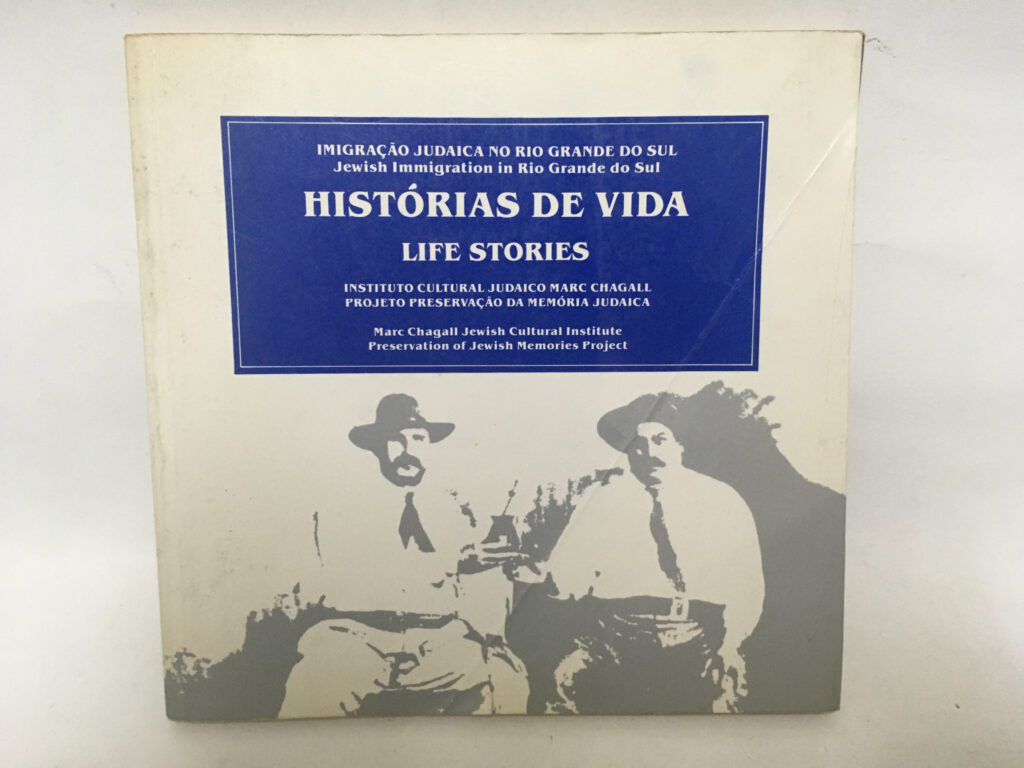 IMIGRAÇÃO JUDAICA NO RIO GRANDE DO SUL
Jewish Immigration in Rio Grande do Sul
HISTÓRIAS DE VIDA
LIFE STORIES
INSTITUTO CULTURAL JUDAICO MARC CHAGALL
PROJETO PRESERVAÇÃO DA MEMÓRIA JUDAICA
Marc Chagall Jewish Cultural Institute
Preservation of Jewish Memories Project